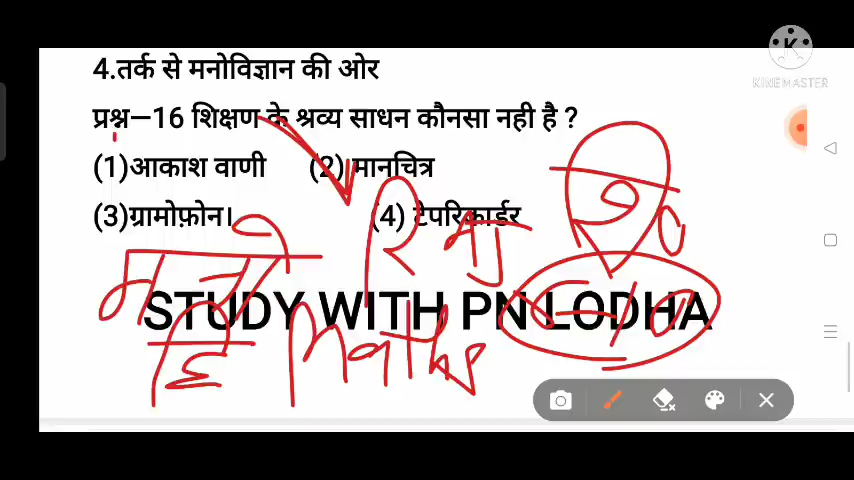 KINEMASTER
4.तर्क से मनोविज्ञान की ओर
प्रश्न—16 शिक्षण के श्रव्य साधन कौनसा नही है ?
(1)आकाश वाणी (2) मानचित्र
(3)ग्रामोफ़ोन। (4) टेपरिकार्डर
STUDY WITH PN LODHA
Maths